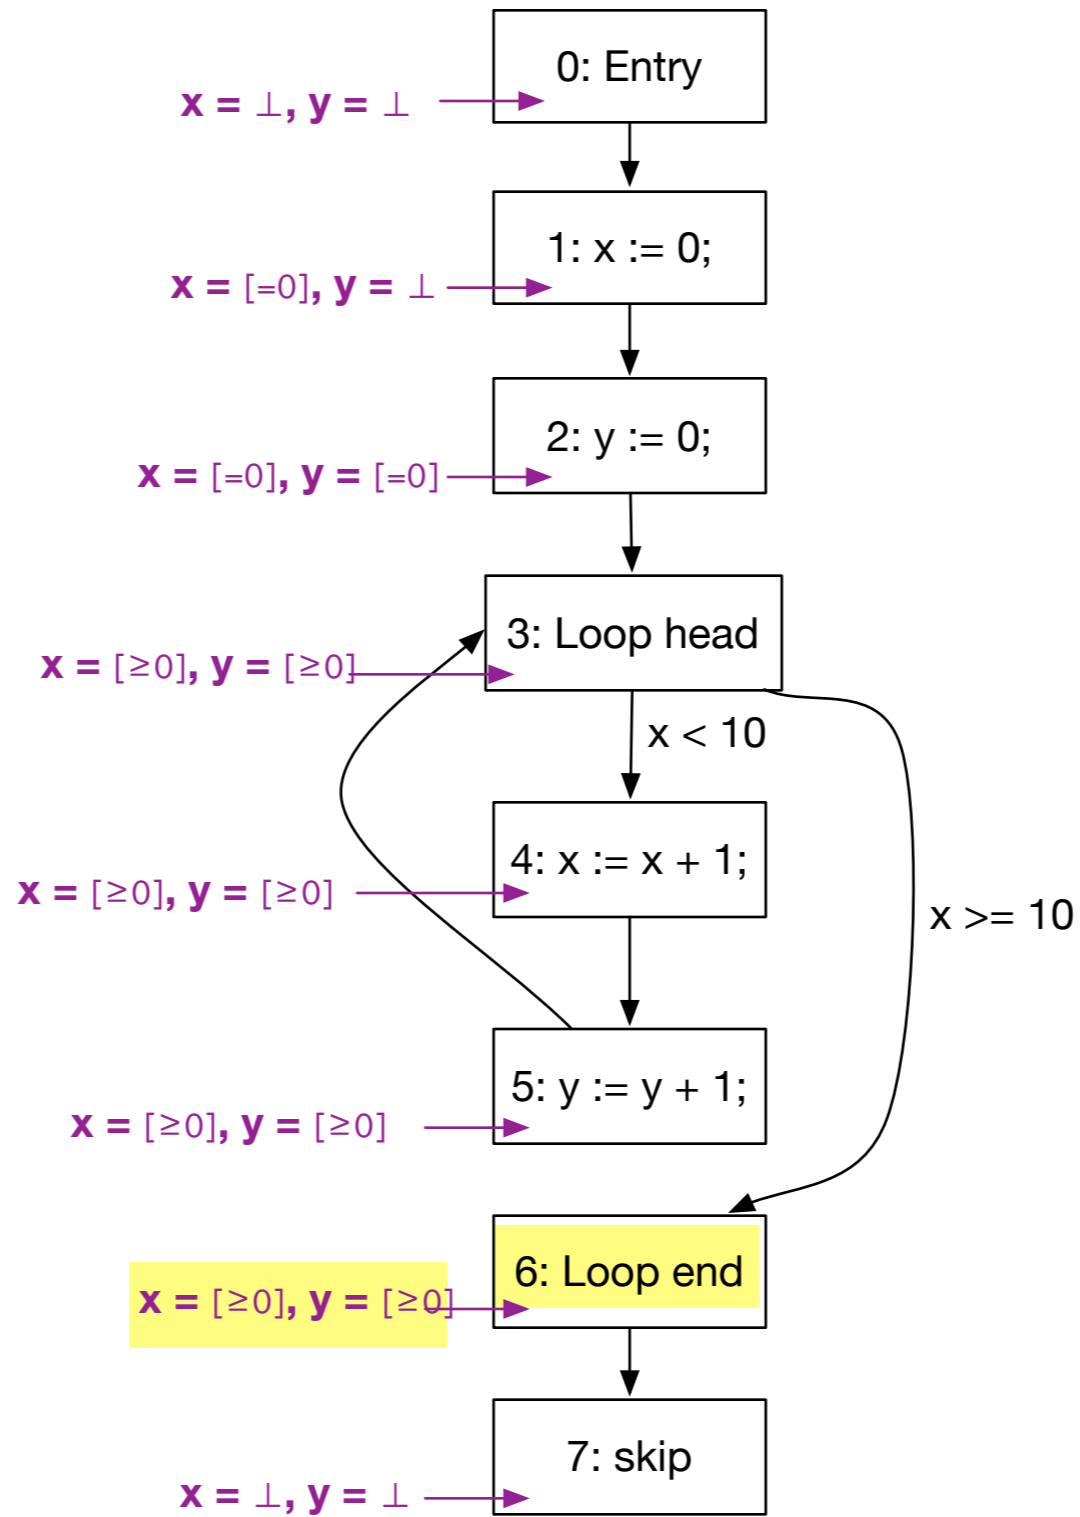 0: Entry
x = ⊥, y = ⊥
1: x := 0;
x = [=0], y = ⊥
2: y := 0;
x = [=0], y = [=0]
3: Loop head
x = [≥0], y = [≥0]
x < 10
4: x := x + 1;
x = [≥0], y = [≥0]
x >= 10
5: y := y + 1;
x = [≥0], y = [≥0]
6: Loop end
x = [≥0], y = [≥0]
7: skip
x = ⊥, y = ⊥